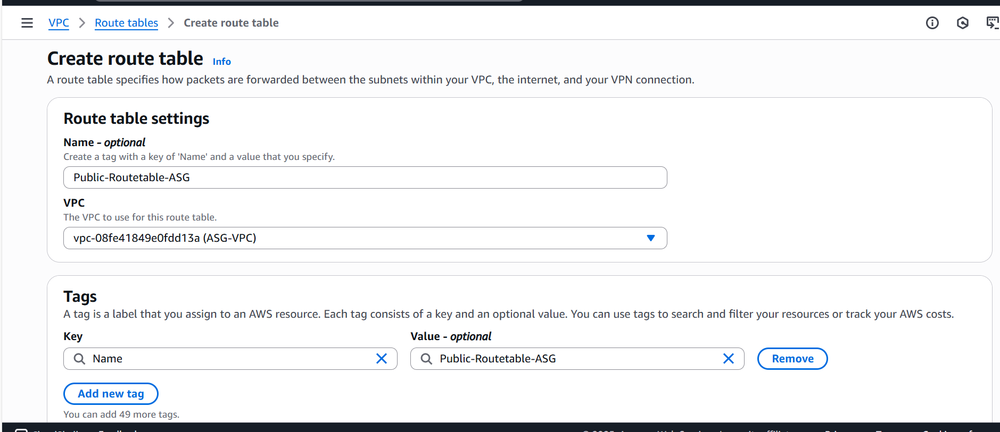 VPC > Route tables > Create route table
Create route table Info
A route table specifies how packets are forwarded between the subnets within your VPC, the internet, and your VPN connection.
Route table settings
Name - optional
Create a tag with a key of 'Name' and a value that you specify.
Public-Routetable-ASG
VPC
The VPC to use for this route table.
vpc-08fe41849e0fdd13a (ASG-VPC)
Tags
A tag is a label that you assign to an AWS resource. Each tag consists of a key and an optional value. You can use tags to search and filter your resources or track your AWS costs.
Key Value - optional
Name Public-Routetable-ASG Remove
Add new tag
You can add 49 more tags.